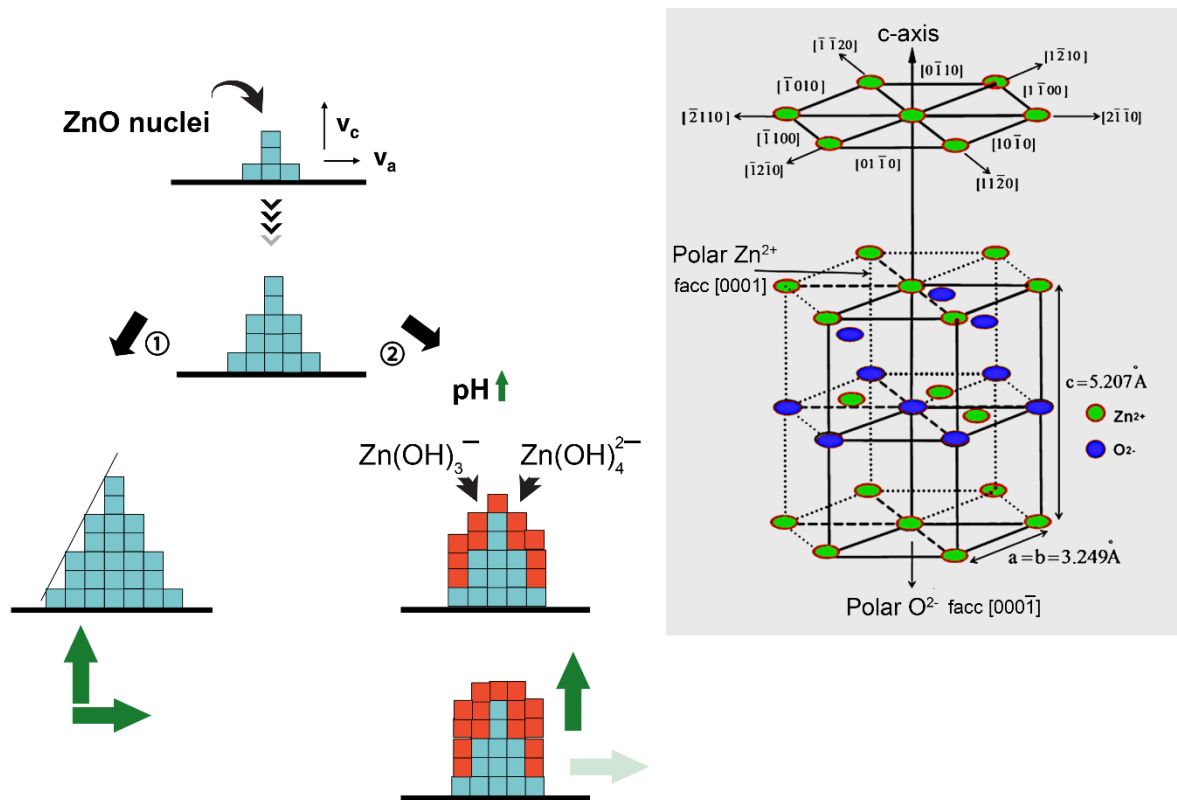 ZnO nuclei
v_c
v_a
①
②
pH
Zn(OH)₃⁻
Zn(OH)₄²⁻
c-axis
[1̄1̄20]
[12̄10]
[01̄10]
[1̄010]
[11̄00]
[2̄110]
[21̄1̄0]
[1̄100]
[101̄0]
[011̄0]
[1̄21̄0]
[112̄0]
Polar Zn²⁺
facc [0001]
c=5.207Å
Zn²⁺
O²⁻
a=b=3.249Å
Polar O²⁻ facc [0001̄]